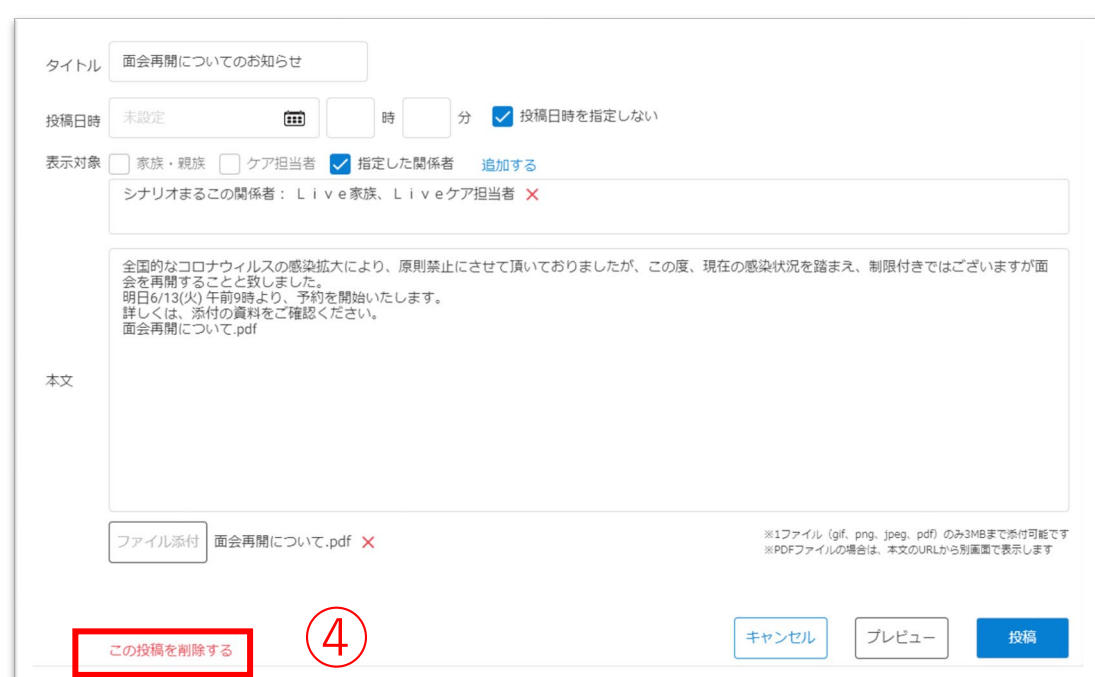 タイトル 面会再開についてのお知らせ
投稿日時 未設定 時 分 投稿日時を指定しない
表示対象 家族・親族 ケア担当者 指定した関係者 追加する
シナリオまるこの関係者： Ｌｉｖｅ家族、Ｌｉｖｅケア担当者
全国的なコロナウィルスの感染拡大により、原則禁止にさせて頂いておりましたが、この度、現在の感染状況を踏まえ、制限付きではございますが面
会を再開することと致しました。
明日6/13(火) 午前9時より、予約を開始いたします。
詳しくは、添付の資料をご確認ください。
面会再開について.pdf
本文
ファイル添付 面会再開について.pdf
※1ファイル（gif、png、jpeg、pdf）のみ3MBまで添付可能です
※PDFファイルの場合は、本文のURLから別画面で表示します
この投稿を削除する ④ キャンセル プレビュー 投稿